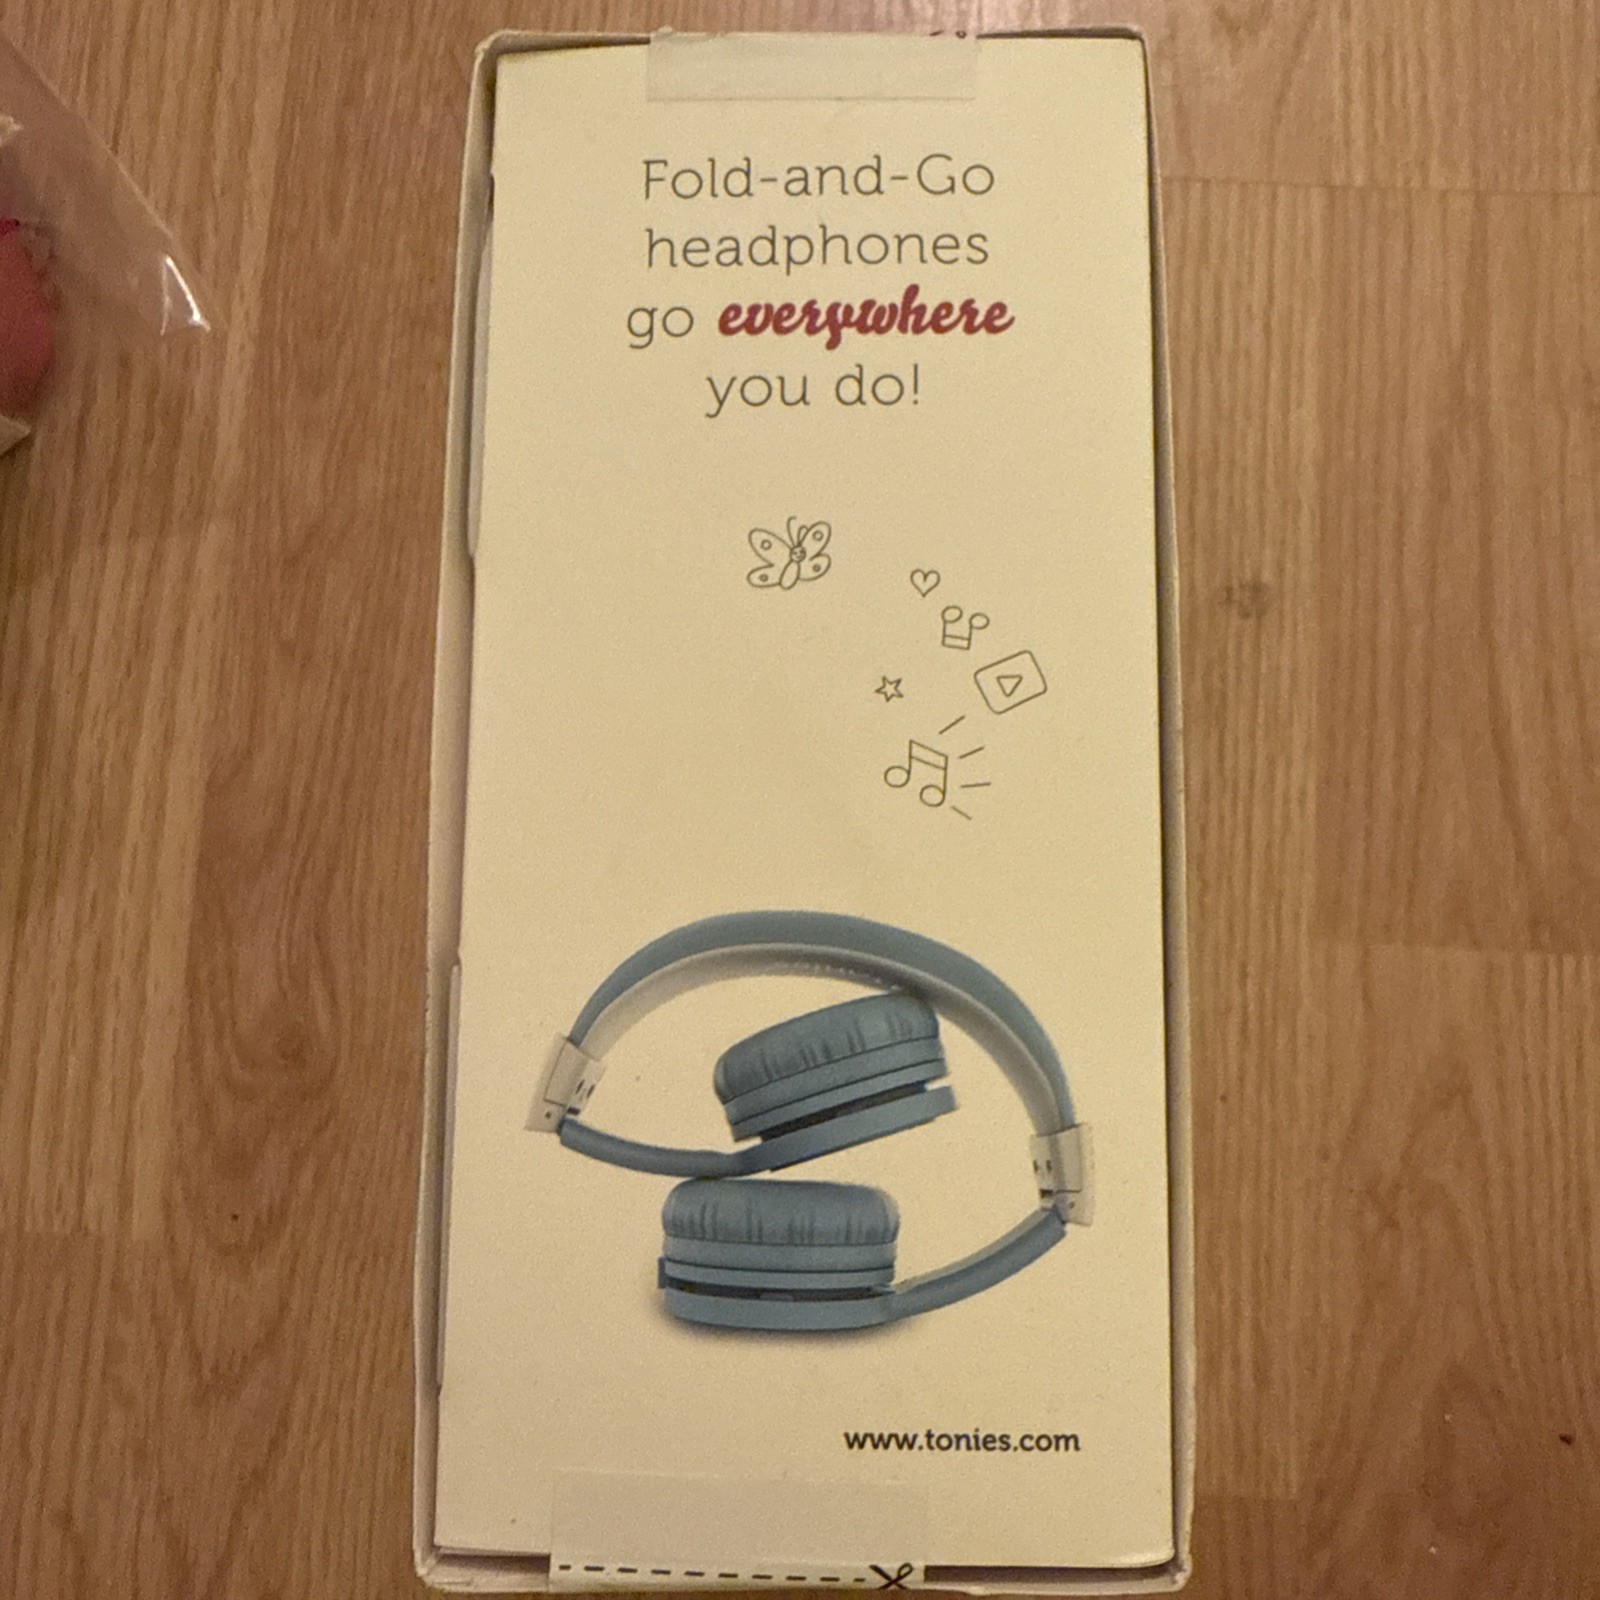 Fold-and-Go
headphones
go everywhere
you do!
www.tonies.com